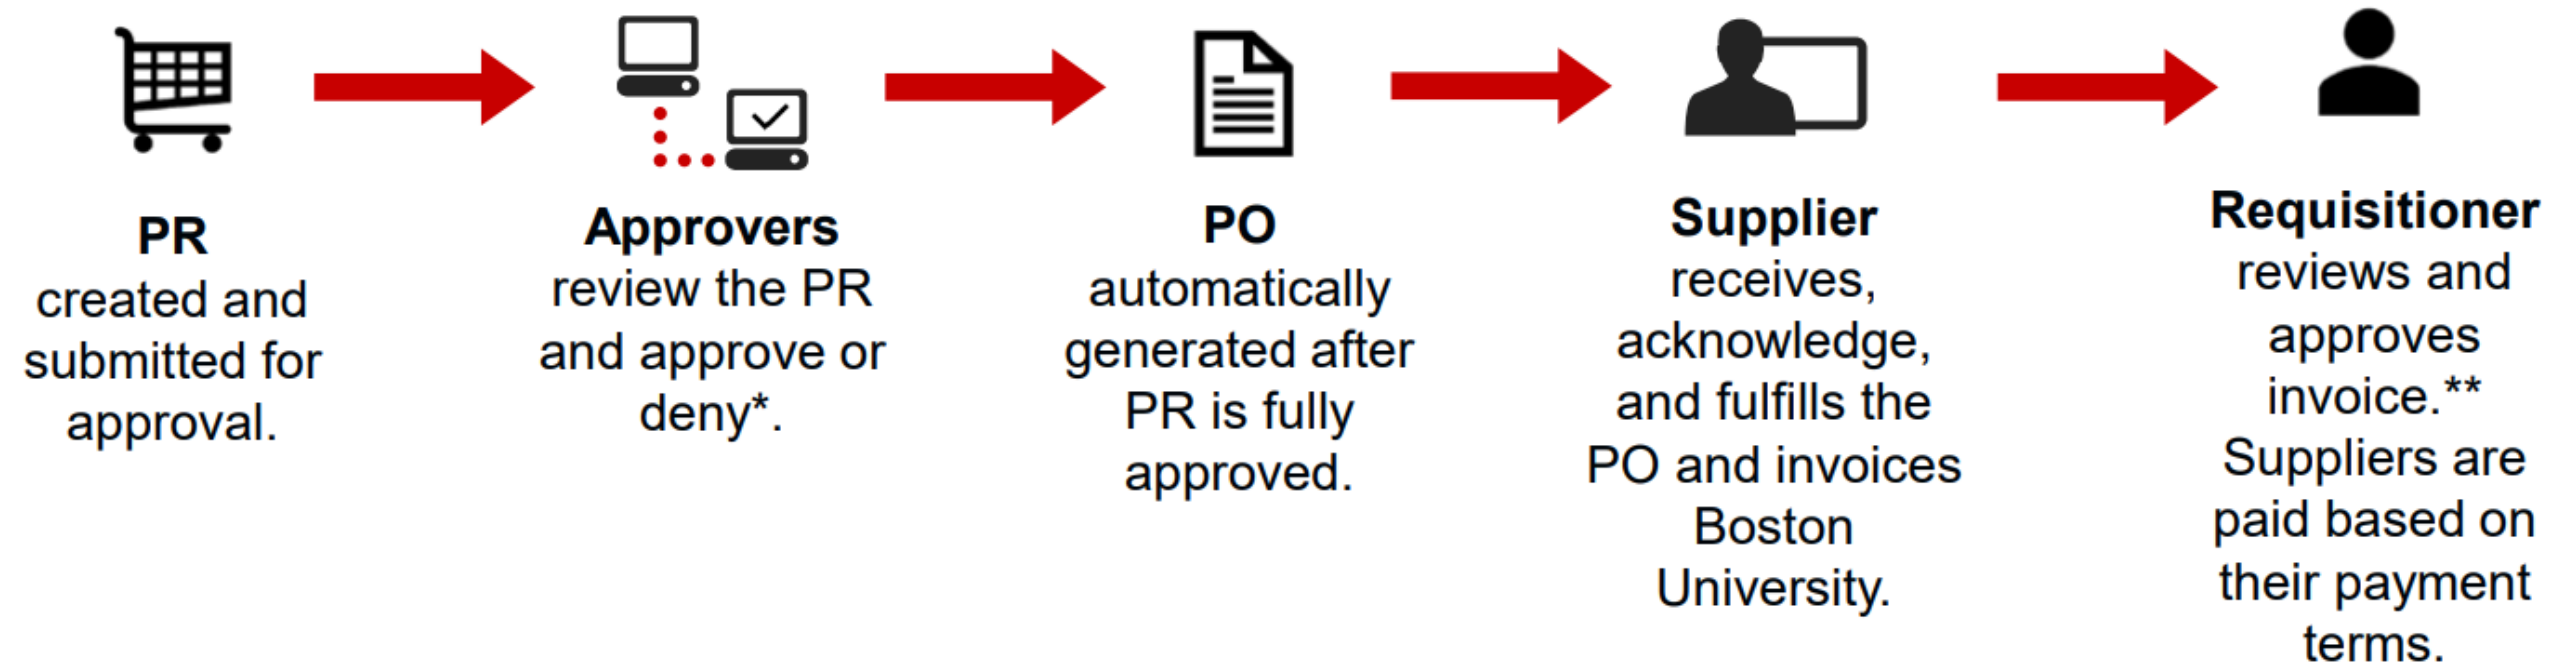 PR
created and
submitted for
approval.
Approvers
review the PR
and approve or
deny*.
PO
automatically
generated after
PR is fully
approved.
Supplier
receives,
acknowledge,
and fulfills the
PO and invoices
Boston
University.
Requisitioner
reviews and
approves
invoice.**
Suppliers are
paid based on
their payment
terms.